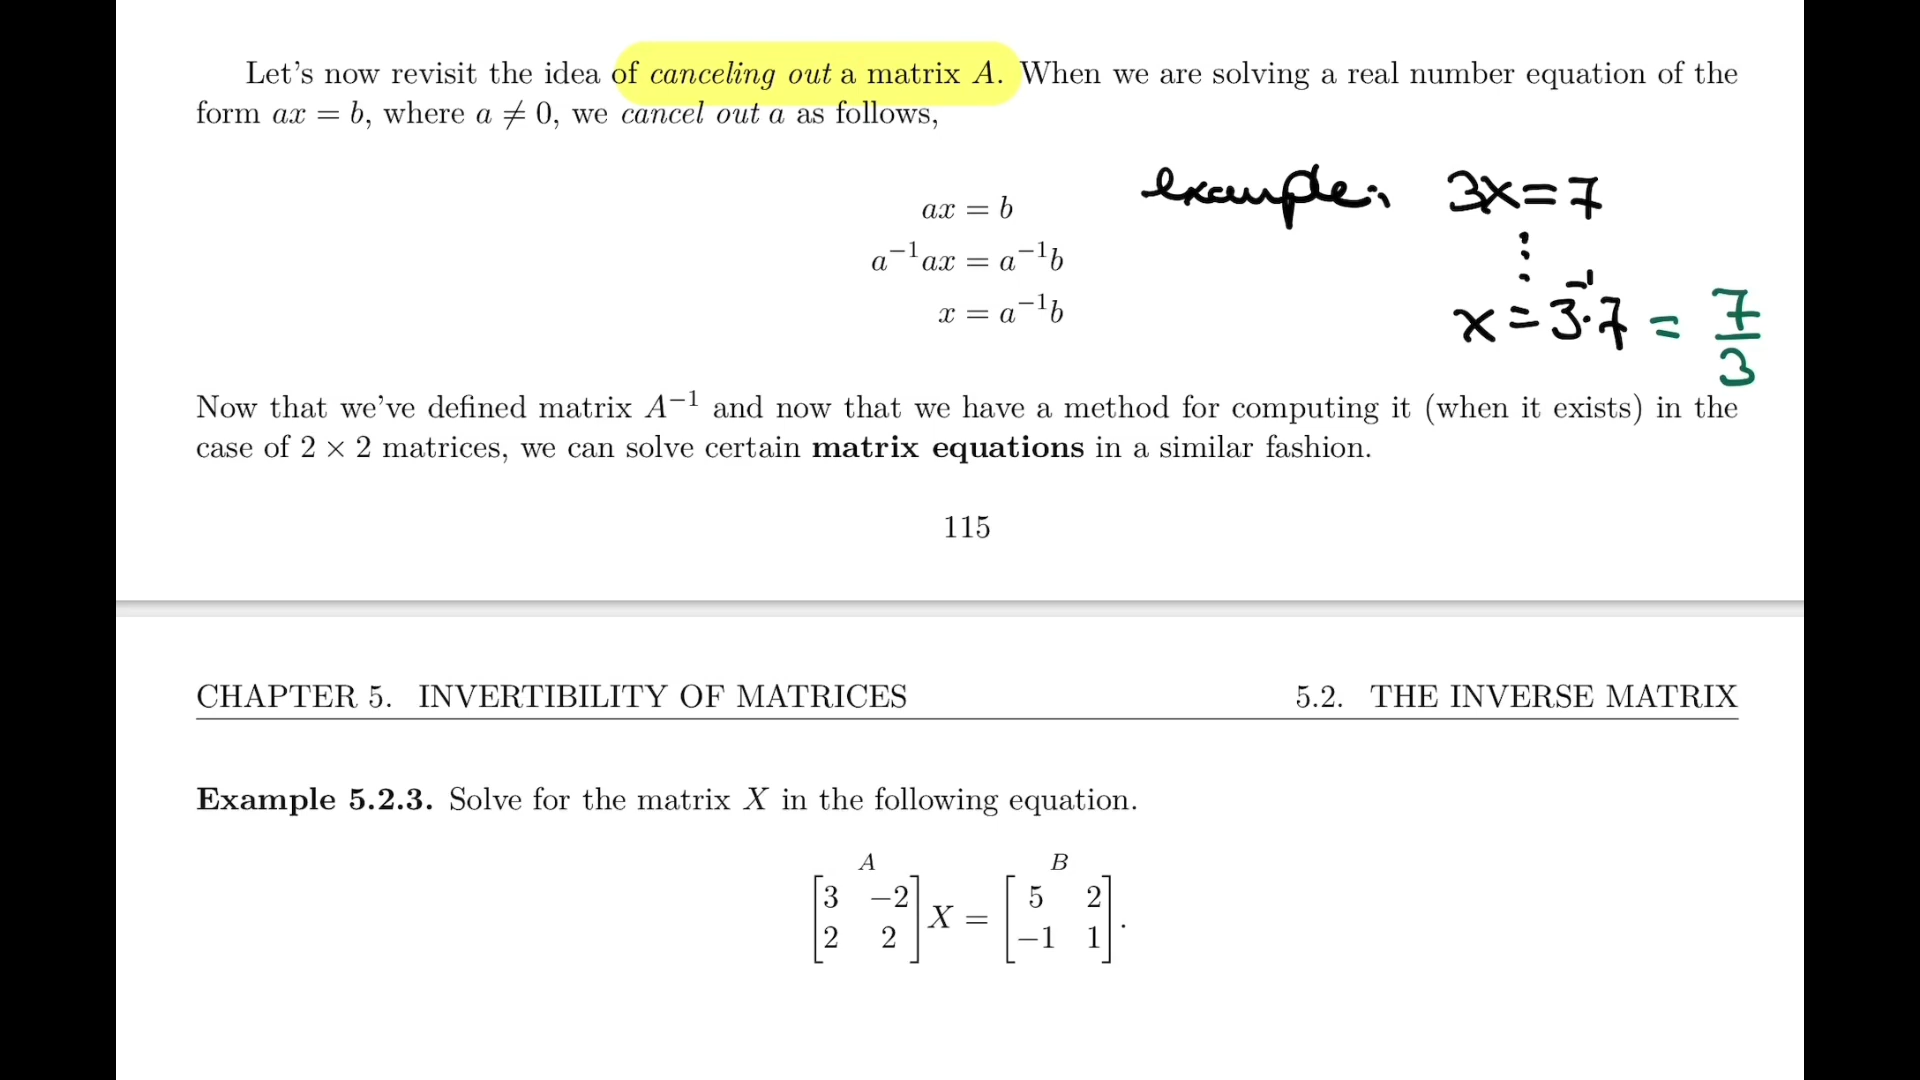 Let's now revisit the idea of canceling out a matrix A. When we are solving a real number equation of the
form ax = b, where a ≠ 0, we cancel out a as follows,
ax = b
a⁻¹ax = a⁻¹b
x = a⁻¹b
example: 3x=7
⋮
x = 3⁻¹·7 = 7/3
Now that we've defined matrix A⁻¹ and now that we have a method for computing it (when it exists) in the
case of 2 × 2 matrices, we can solve certain matrix equations in a similar fashion.
115
CHAPTER 5. INVERTIBILITY OF MATRICES 5.2. THE INVERSE MATRIX
Example 5.2.3. Solve for the matrix X in the following equation.
A B
[3 −2] X = [5 2]
[2 2] [−1 1].